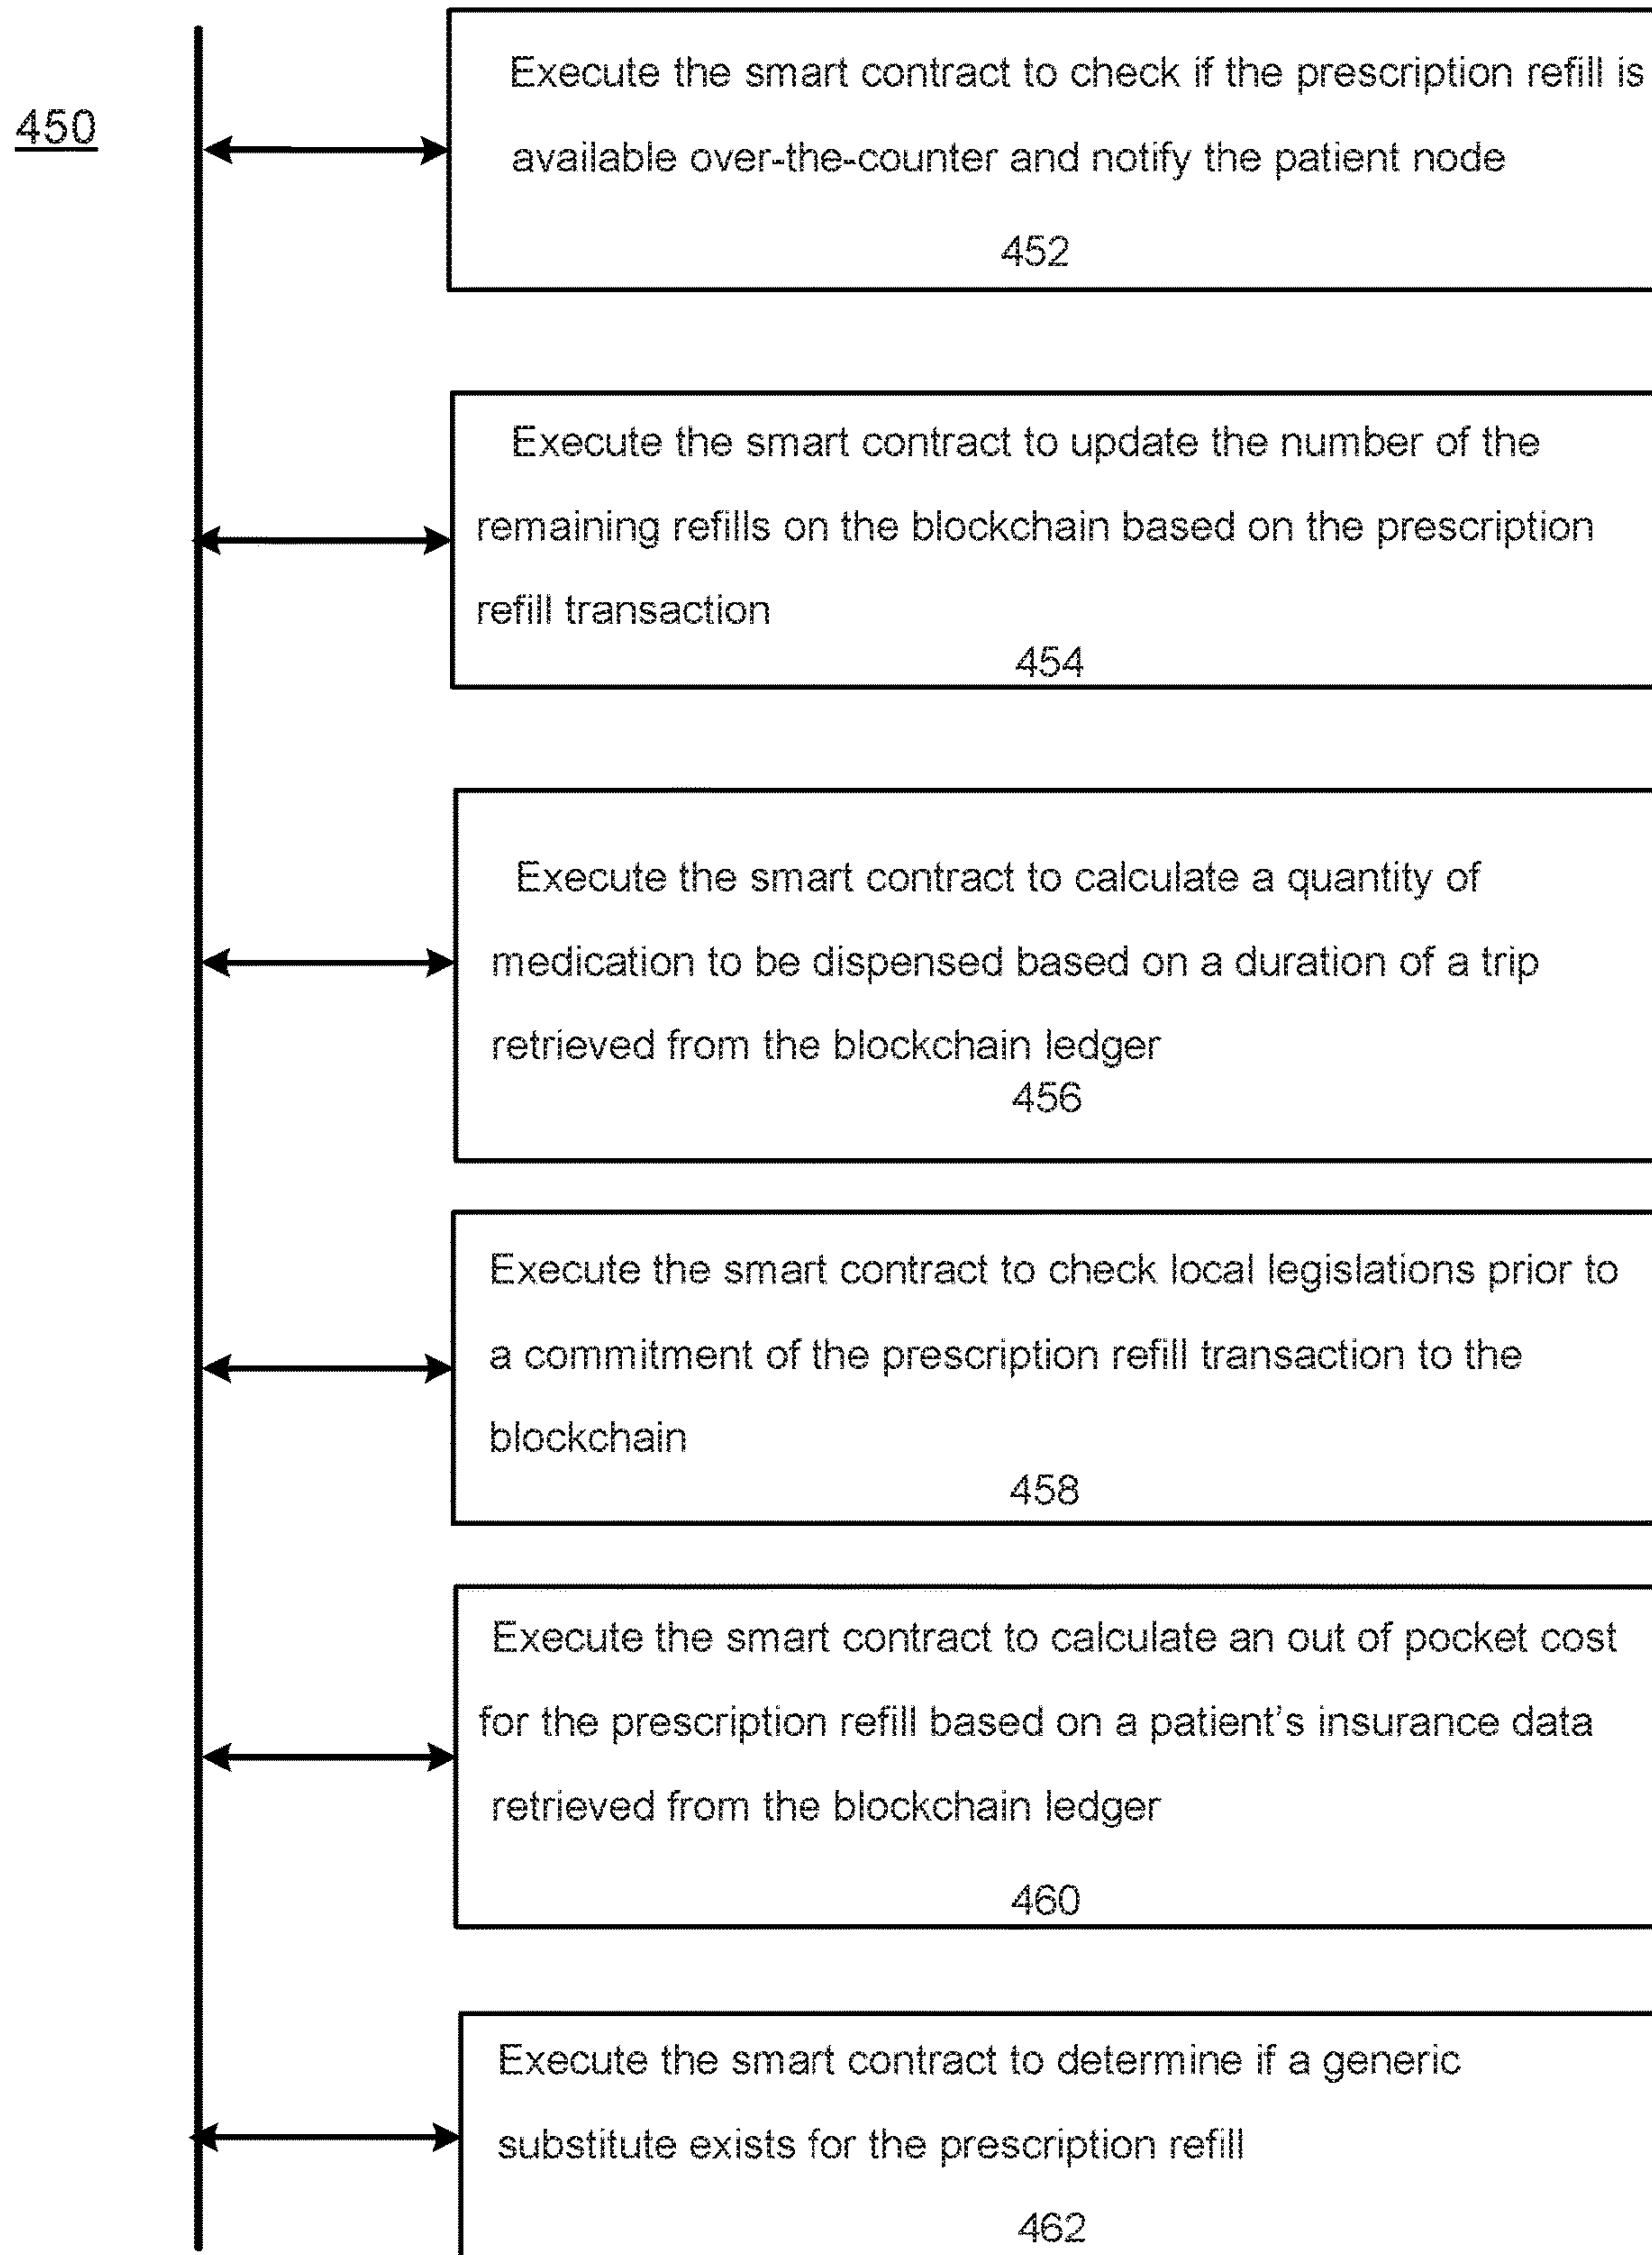 450
Execute the smart contract to check if the prescription refill is
available over-the-counter and notify the patient node
452
Execute the smart contract to update the number of the
remaining refills on the blockchain based on the prescription
refill transaction
454
Execute the smart contract to calculate a quantity of
medication to be dispensed based on a duration of a trip
retrieved from the blockchain ledger
456
Execute the smart contract to check local legislations prior to
a commitment of the prescription refill transaction to the
blockchain
458
Execute the smart contract to calculate an out of pocket cost
for the prescription refill based on a patient's insurance data
retrieved from the blockchain ledger
460
Execute the smart contract to determine if a generic
substitute exists for the prescription refill
462